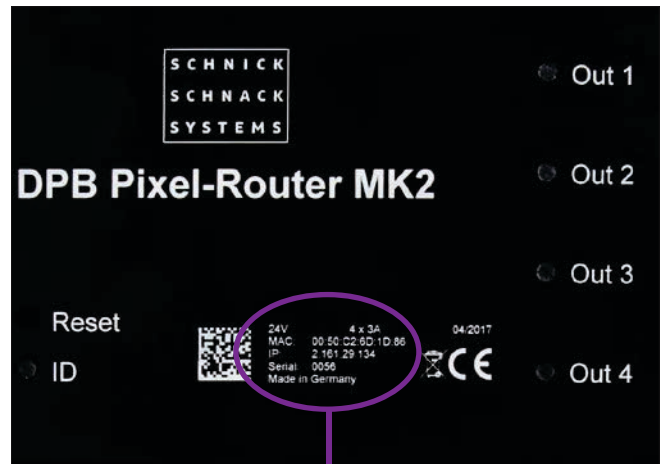 SCHNICK
SCHNACK
SYSTEMS
DPB Pixel-Router MK2
Out 1
Out 2
Out 3
Out 4
Reset
ID
24V 4 x 3A 04/2017
MAC: 00:50:C2:6D:1D:86
IP: 2.161.29.134
Serial: 0056
Made in Germany
CE